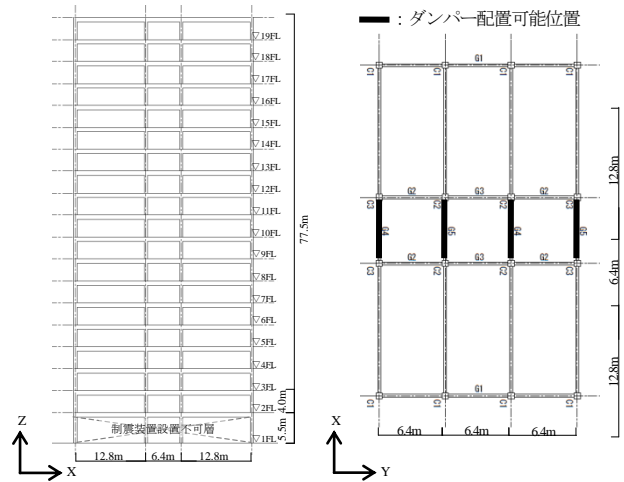 ━ : ダンパー配置可能位置
▽19FL
▽18FL
▽17FL
▽16FL
▽15FL
▽14FL
▽13FL
▽12FL
▽11FL
▽10FL
▽9FL
▽8FL
▽7FL
▽6FL
▽5FL
▽4FL
▽3FL
▽2FL
▽1FL
77.5m
4.0m
5.5m
制震装置設置不可層
12.8m
6.4m
12.8m
Z
X
G1
C1
C1
C1
C1
G2
G3
G2
C3
C2
C2
C3
G4
G5
G4
G5
G2
G3
G2
C3
C2
C2
C3
G1
C1
C1
C1
C1
12.8m
6.4m
12.8m
6.4m
6.4m
6.4m
X
Y